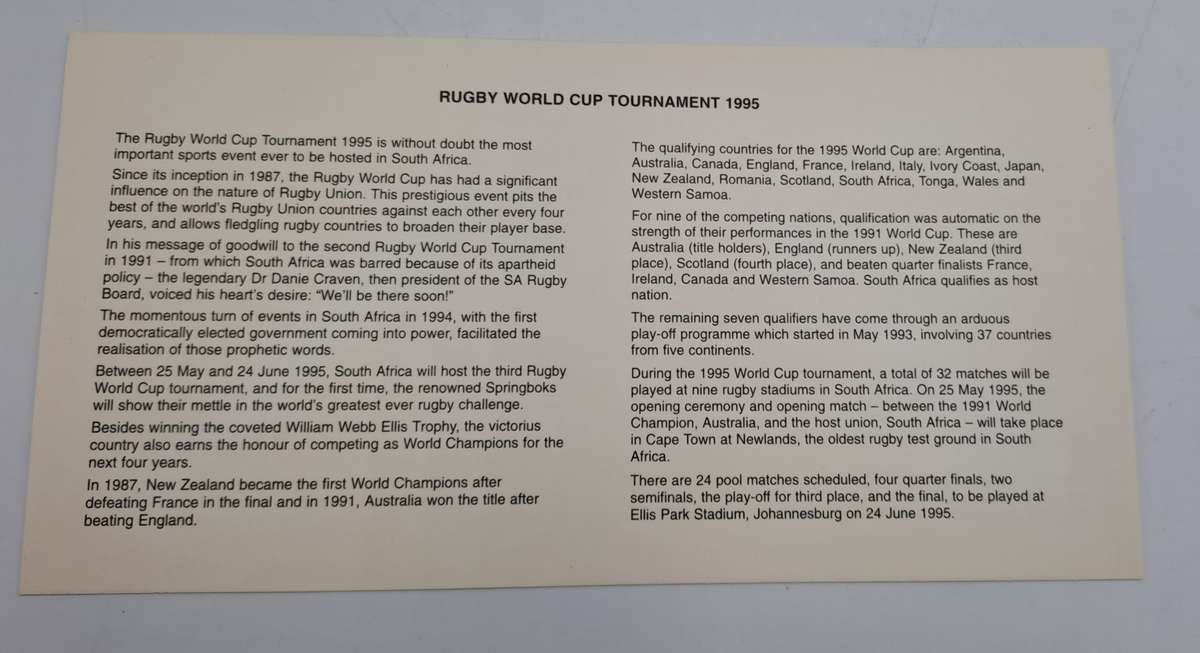 RUGBY WORLD CUP TOURNAMENT 1995
The Rugby World Cup Tournament 1995 is without doubt the most
important sports event ever to be hosted in South Africa.
Since its inception in 1987, the Rugby World Cup has had a significant
influence on the nature of Rugby Union. This prestigious event pits the
best of the world's Rugby Union countries against each other every four
years, and allows fledgling rugby countries to broaden their player base.
In his message of goodwill to the second Rugby World Cup Tournament
in 1991 – from which South Africa was barred because of its apartheid
policy – the legendary Dr Danie Craven, then president of the SA Rugby
Board, voiced his heart's desire: “We'll be there soon!”
The momentous turn of events in South Africa in 1994, with the first
democratically elected government coming into power, facilitated the
realisation of those prophetic words.
Between 25 May and 24 June 1995, South Africa will host the third Rugby
World Cup tournament, and for the first time, the renowned Springboks
will show their mettle in the world's greatest ever rugby challenge.
Besides winning the coveted William Webb Ellis Trophy, the victorius
country also earns the honour of competing as World Champions for the
next four years.
In 1987, New Zealand became the first World Champions after
defeating France in the final and in 1991, Australia won the title after
beating England.
The qualifying countries for the 1995 World Cup are: Argentina,
Australia, Canada, England, France, Ireland, Italy, Ivory Coast, Japan,
New Zealand, Romania, Scotland, South Africa, Tonga, Wales and
Western Samoa.
For nine of the competing nations, qualification was automatic on the
strength of their performances in the 1991 World Cup. These are
Australia (title holders), England (runners up), New Zealand (third
place), Scotland (fourth place), and beaten quarter finalists France,
Ireland, Canada and Western Samoa. South Africa qualifies as host
nation.
The remaining seven qualifiers have come through an arduous
play-off programme which started in May 1993, involving 37 countries
from five continents.
During the 1995 World Cup tournament, a total of 32 matches will be
played at nine rugby stadiums in South Africa. On 25 May 1995, the
opening ceremony and opening match – between the 1991 World
Champion, Australia, and the host union, South Africa – will take place
in Cape Town at Newlands, the oldest rugby test ground in South
Africa.
There are 24 pool matches scheduled, four quarter finals, two
semifinals, the play-off for third place, and the final, to be played at
Ellis Park Stadium, Johannesburg on 24 June 1995.